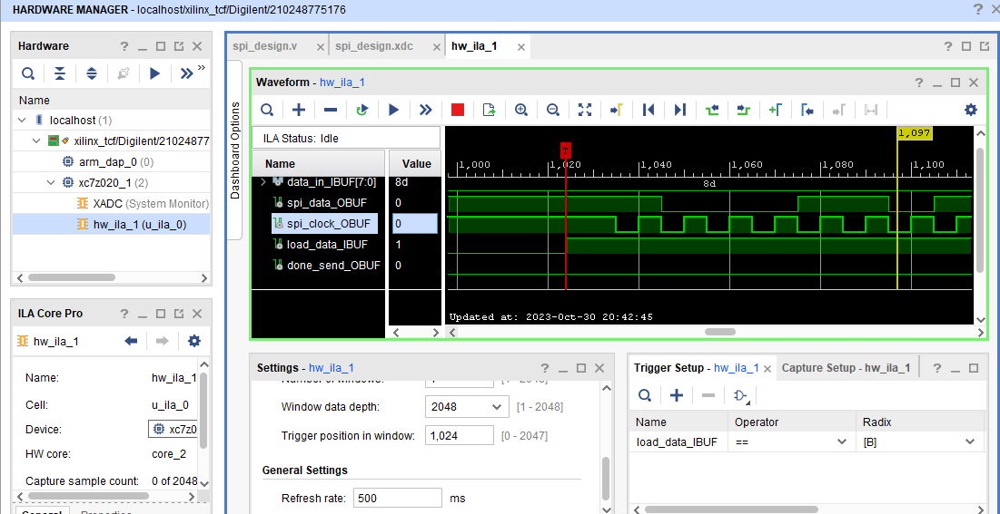 HARDWARE MANAGER - localhost/xilinx_tcf/Digilent/210248775176
Hardware
Name
localhost (1)
xilinx_tcf/Digilent/21024877
arm_dap_0 (0)
xc7z020_1 (2)
XADC (System Monitor)
hw_ila_1 (u_ila_0)
ILA Core Pro
hw_ila_1
Name: hw_ila_1
Cell: u_ila_0
Device: xc7z0
HW core: core_2
Capture sample count: 0 of 2048
General Properties
spi_design.v spi_design.xdc hw_ila_1
Dashboard Options
Waveform - hw_ila_1
ILA Status: Idle
Name Value
1,097
T
1,000 1,020 1,040 1,060 1,080 1,100
data_in_IBUF[7:0] 8d 8d
spi_data_OBUF 0
spi_clock_OBUF 0
load_data_IBUF 1
done_send_OBUF 0
Updated at: 2023-Oct-30 20:42:45
Settings - hw_ila_1
Number of windows: 1 [1 - 2048]
Window data depth: 2048 [1 - 2048]
Trigger position in window: 1,024 [0 - 2047]
General Settings
Refresh rate: 500 ms
Trigger Setup - hw_ila_1 Capture Setup - hw_ila_1
Name Operator Radix
load_data_IBUF == [B]